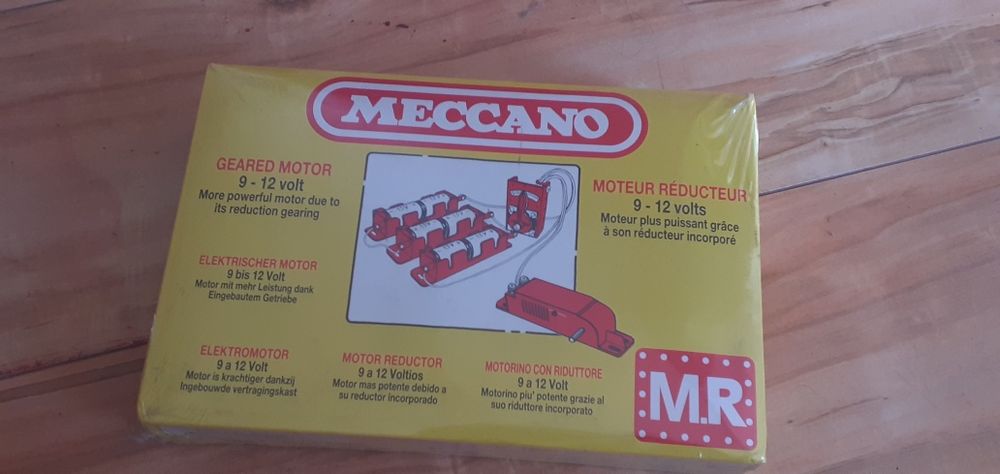 MECCANO
GEARED MOTOR
9 - 12 volt
More powerful motor due to
its reduction gearing
MOTEUR RÉDUCTEUR
9 - 12 volts
Moteur plus puissant grâce
à son réducteur incorporé
ELEKTRISCHER MOTOR
9 bis 12 Volt
Motor mit mehr Leistung dank
Eingebautem Getriebe
ELEKTROMOTOR
9 a 12 Volt
Motor is krachtiger dankzij
Ingebouwde vertragingskast
MOTOR REDUCTOR
9 a 12 Voltios
Motor mas potente debido a
su reductor incorporado
MOTORINO CON RIDUTTORE
9 a 12 Volt
Motorino piu' potente grazie al
suo riduttore incorporato
M.R.